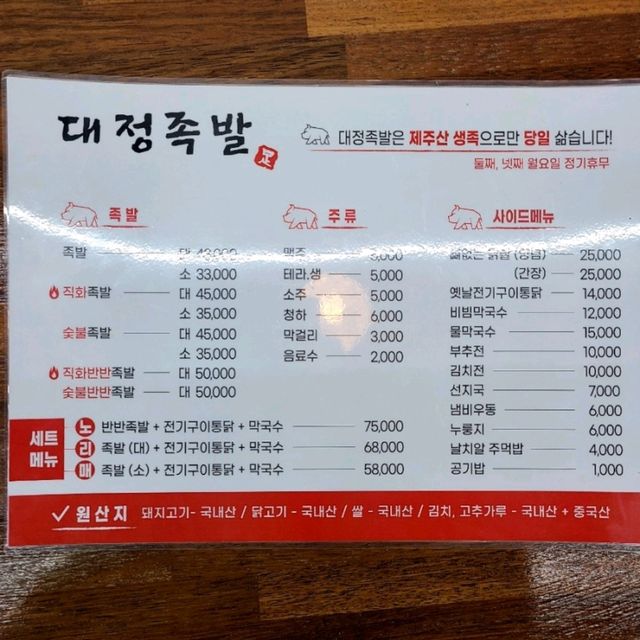 대정족발
足
대정족발은 제주산 생족으로만 당일 삶습니다!
둘째, 넷째 월요일 정기휴무
족발
족발 대 43,000
소 33,000
직화족발 대 45,000
소 35,000
숯불족발 대 45,000
소 35,000
직화반반족발 대 50,000
숯불반반족발 대 50,000
주류
맥주 5,000
테라.생 5,000
소주 5,000
청하 6,000
막걸리 3,000
음료수 2,000
사이드메뉴
뼈없는 닭발 (양념) 25,000
(간장) 25,000
옛날전기구이통닭 14,000
비빔막국수 12,000
물막국수 15,000
부추전 10,000
김치전 10,000
선지국 7,000
냄비우동 6,000
누룽지 6,000
날치알 주먹밥 4,000
공기밥 1,000
세트메뉴
노 반반족발 + 전기구이통닭 + 막국수 75,000
리 족발 (대) + 전기구이통닭 + 막국수 68,000
매 족발 (소) + 전기구이통닭 + 막국수 58,000
원산지 돼지고기- 국내산 / 닭고기 - 국내산 / 쌀 - 국내산 / 김치, 고추가루 - 국내산 + 중국산